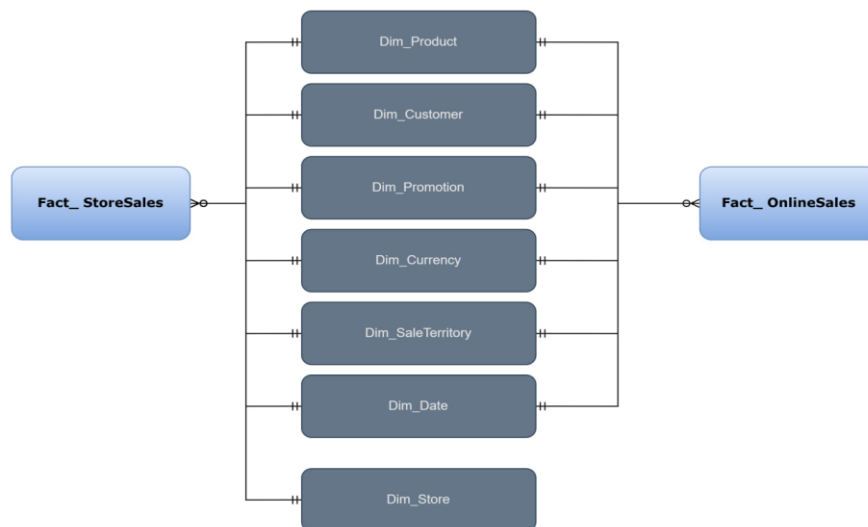 Dim_Product
Dim_Customer
Dim_Promotion
Fact_ StoreSales
Fact_ OnlineSales
Dim_Currency
Dim_SaleTerritory
Dim_Date
Dim_Store